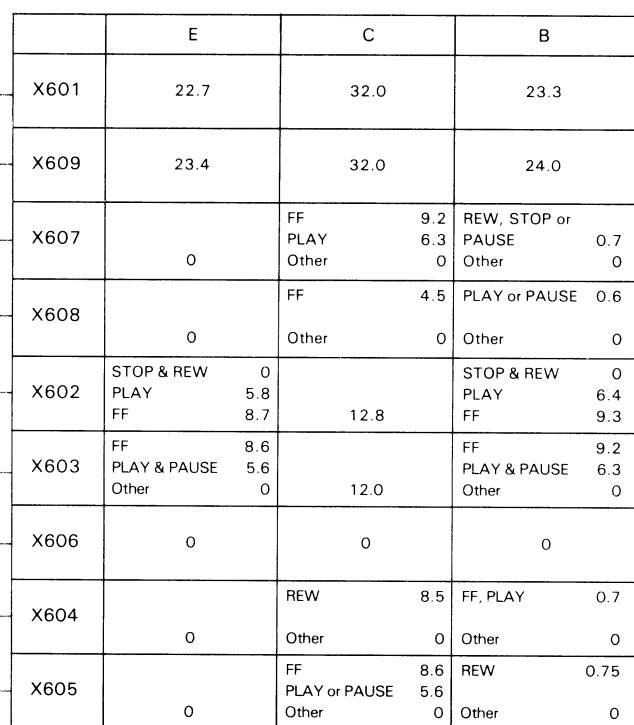 E C B
X601 22.7 32.0 23.3
X609 23.4 32.0 24.0
FF 9.2 REW, STOP or
X607 PLAY 6.3 PAUSE 0.7
0 Other 0 Other 0
FF 4.5 PLAY or PAUSE 0.6
X608
0 Other 0 Other 0
STOP & REW 0 STOP & REW 0
X602 PLAY 5.8 PLAY 6.4
FF 8.7 12.8 FF 9.3
FF 8.6 FF 9.2
X603 PLAY & PAUSE 5.6 PLAY & PAUSE 6.3
Other 0 12.0 Other 0
X606 0 0 0
REW 8.5 FF, PLAY 0.7
X604
0 Other 0 Other 0
FF 8.6 REW 0.75
X605 PLAY or PAUSE 5.6
0 Other 0 Other 0